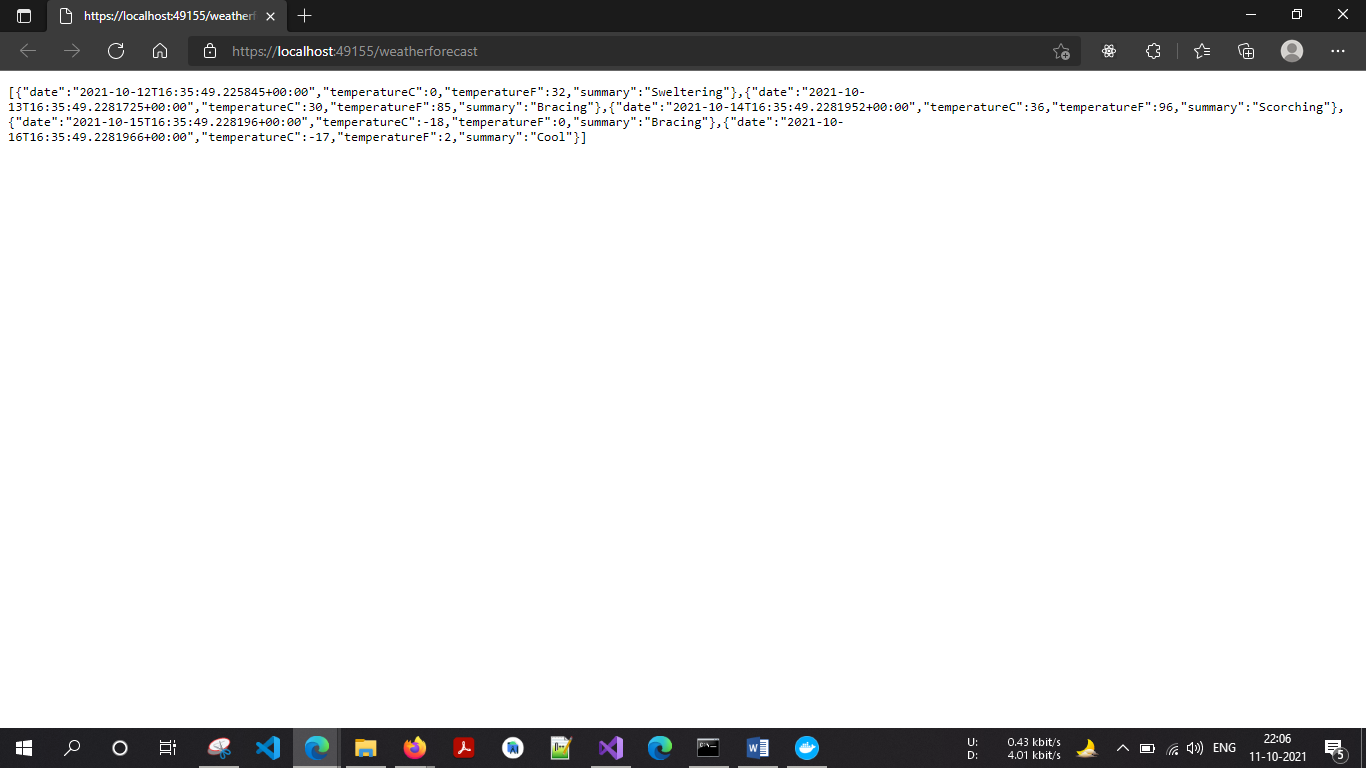 https://localhost:49155/weatherf
https://localhost:49155/weatherforecast
[{"date":"2021-10-12T16:35:49.225845+00:00","temperatureC":0,"temperatureF":32,"summary":"Sweltering"},{"date":"2021-10-
13T16:35:49.2281725+00:00","temperatureC":30,"temperatureF":85,"summary":"Bracing"},{"date":"2021-10-14T16:35:49.2281952+00:00","temperatureC":36,"temperatureF":96,"summary":"Scorching"},
{"date":"2021-10-15T16:35:49.228196+00:00","temperatureC":-18,"temperatureF":0,"summary":"Bracing"},{"date":"2021-10-
16T16:35:49.2281966+00:00","temperatureC":-17,"temperatureF":2,"summary":"Cool"}]
U: 0.43 kbit/s
D: 4.01 kbit/s
ENG
22:06
11-10-2021
5